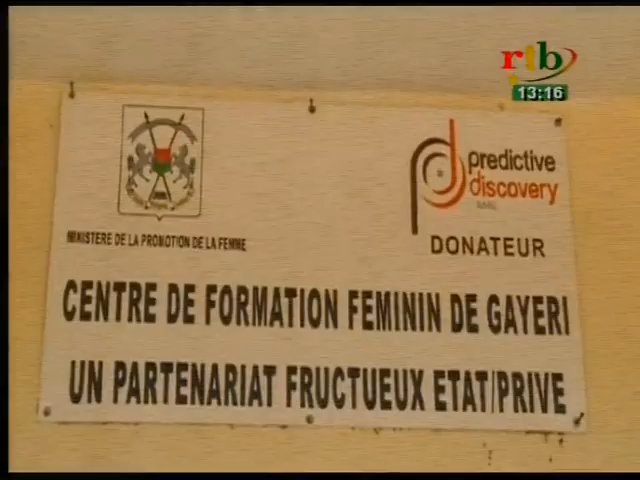 rtb
13:16
predictive
discovery
MINISTERE DE LA PROMOTION DE LA FEMME
DONATEUR
CENTRE DE FORMATION FEMININ DE GAYERI
UN PARTENARIAT FRUCTUEUX ETAT/PRIVE